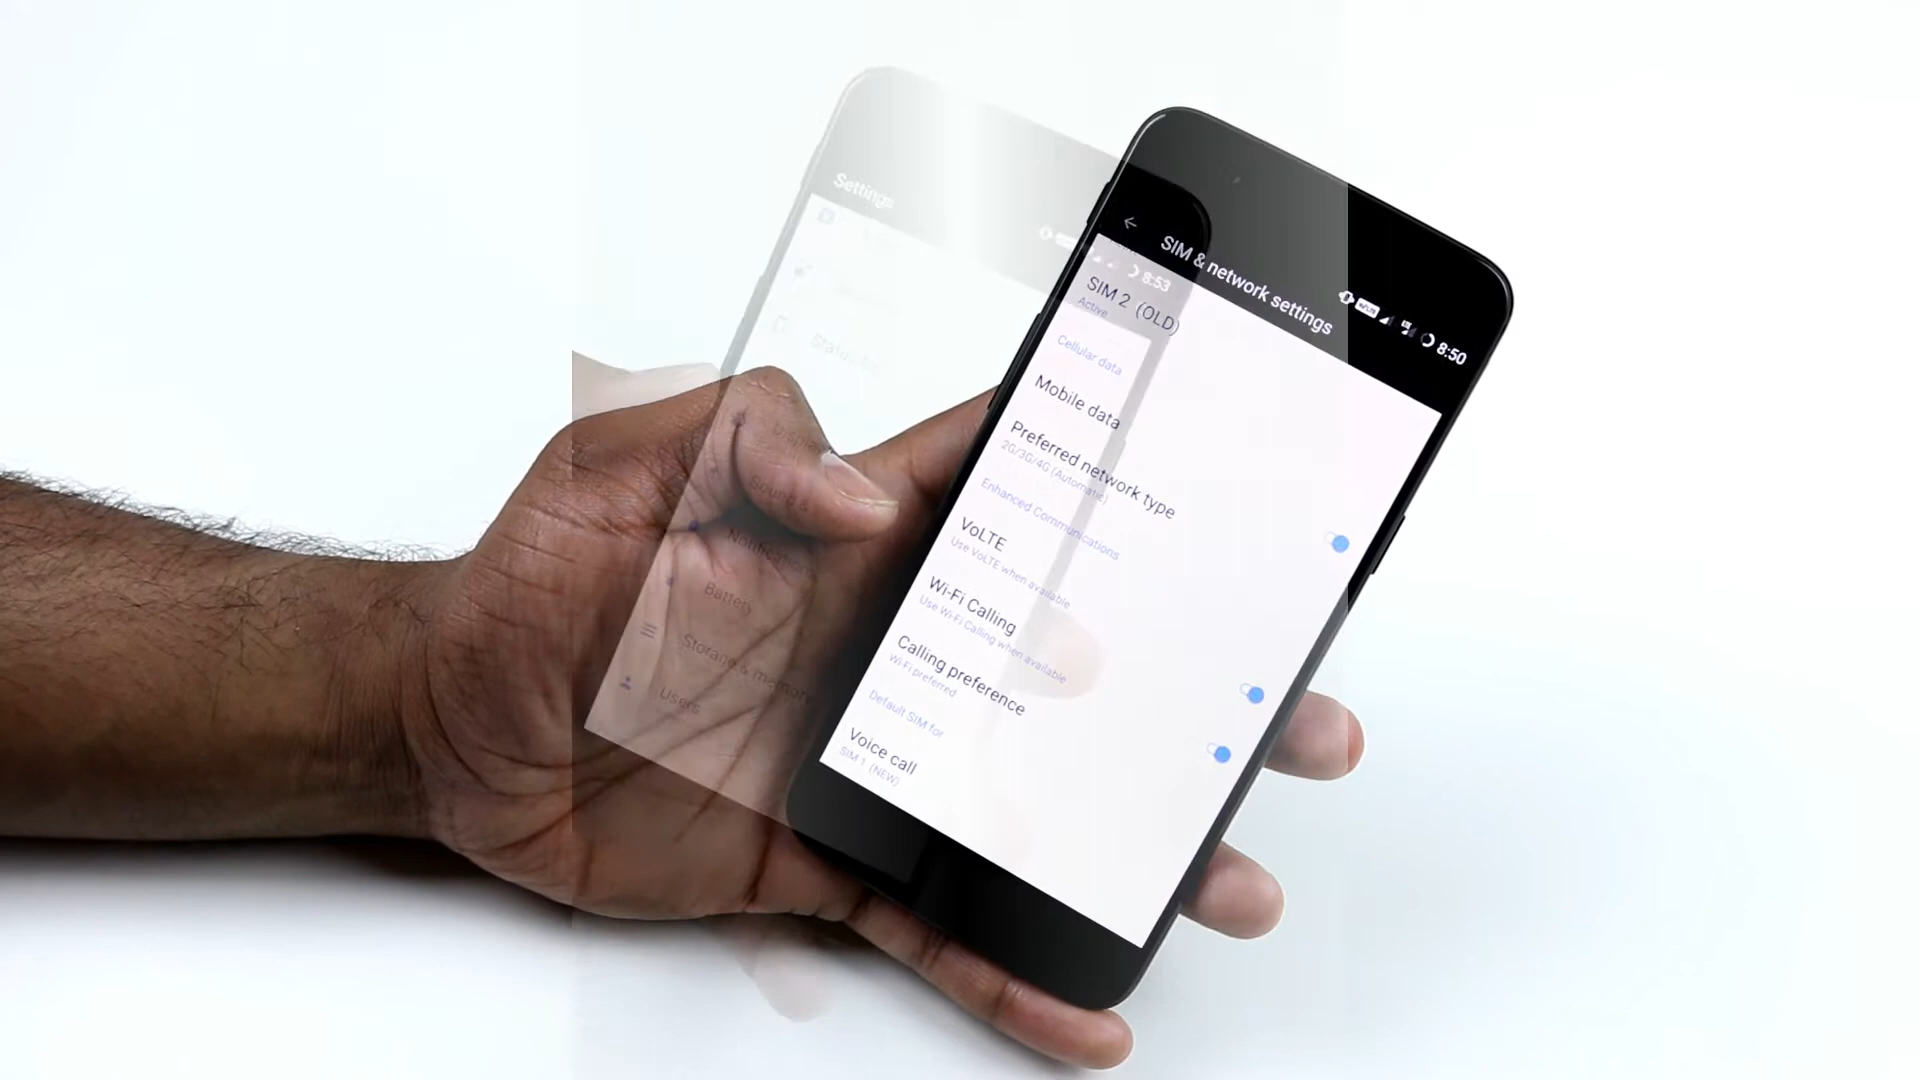 Settings
8:53
Status bar
Battery
Storage & memory
Users
SIM & network settings
8:50
SIM 2 (OLD)
Active
Cellular data
Mobile data
Preferred network type
2G/3G/4G (Automatic)
Enhanced Communications
VoLTE
Use VoLTE when available
Wi-Fi Calling
Use Wi-Fi Calling when available
Calling preference
Wi-Fi preferred
Default SIM for
Voice call
SIM 1 (NEW)